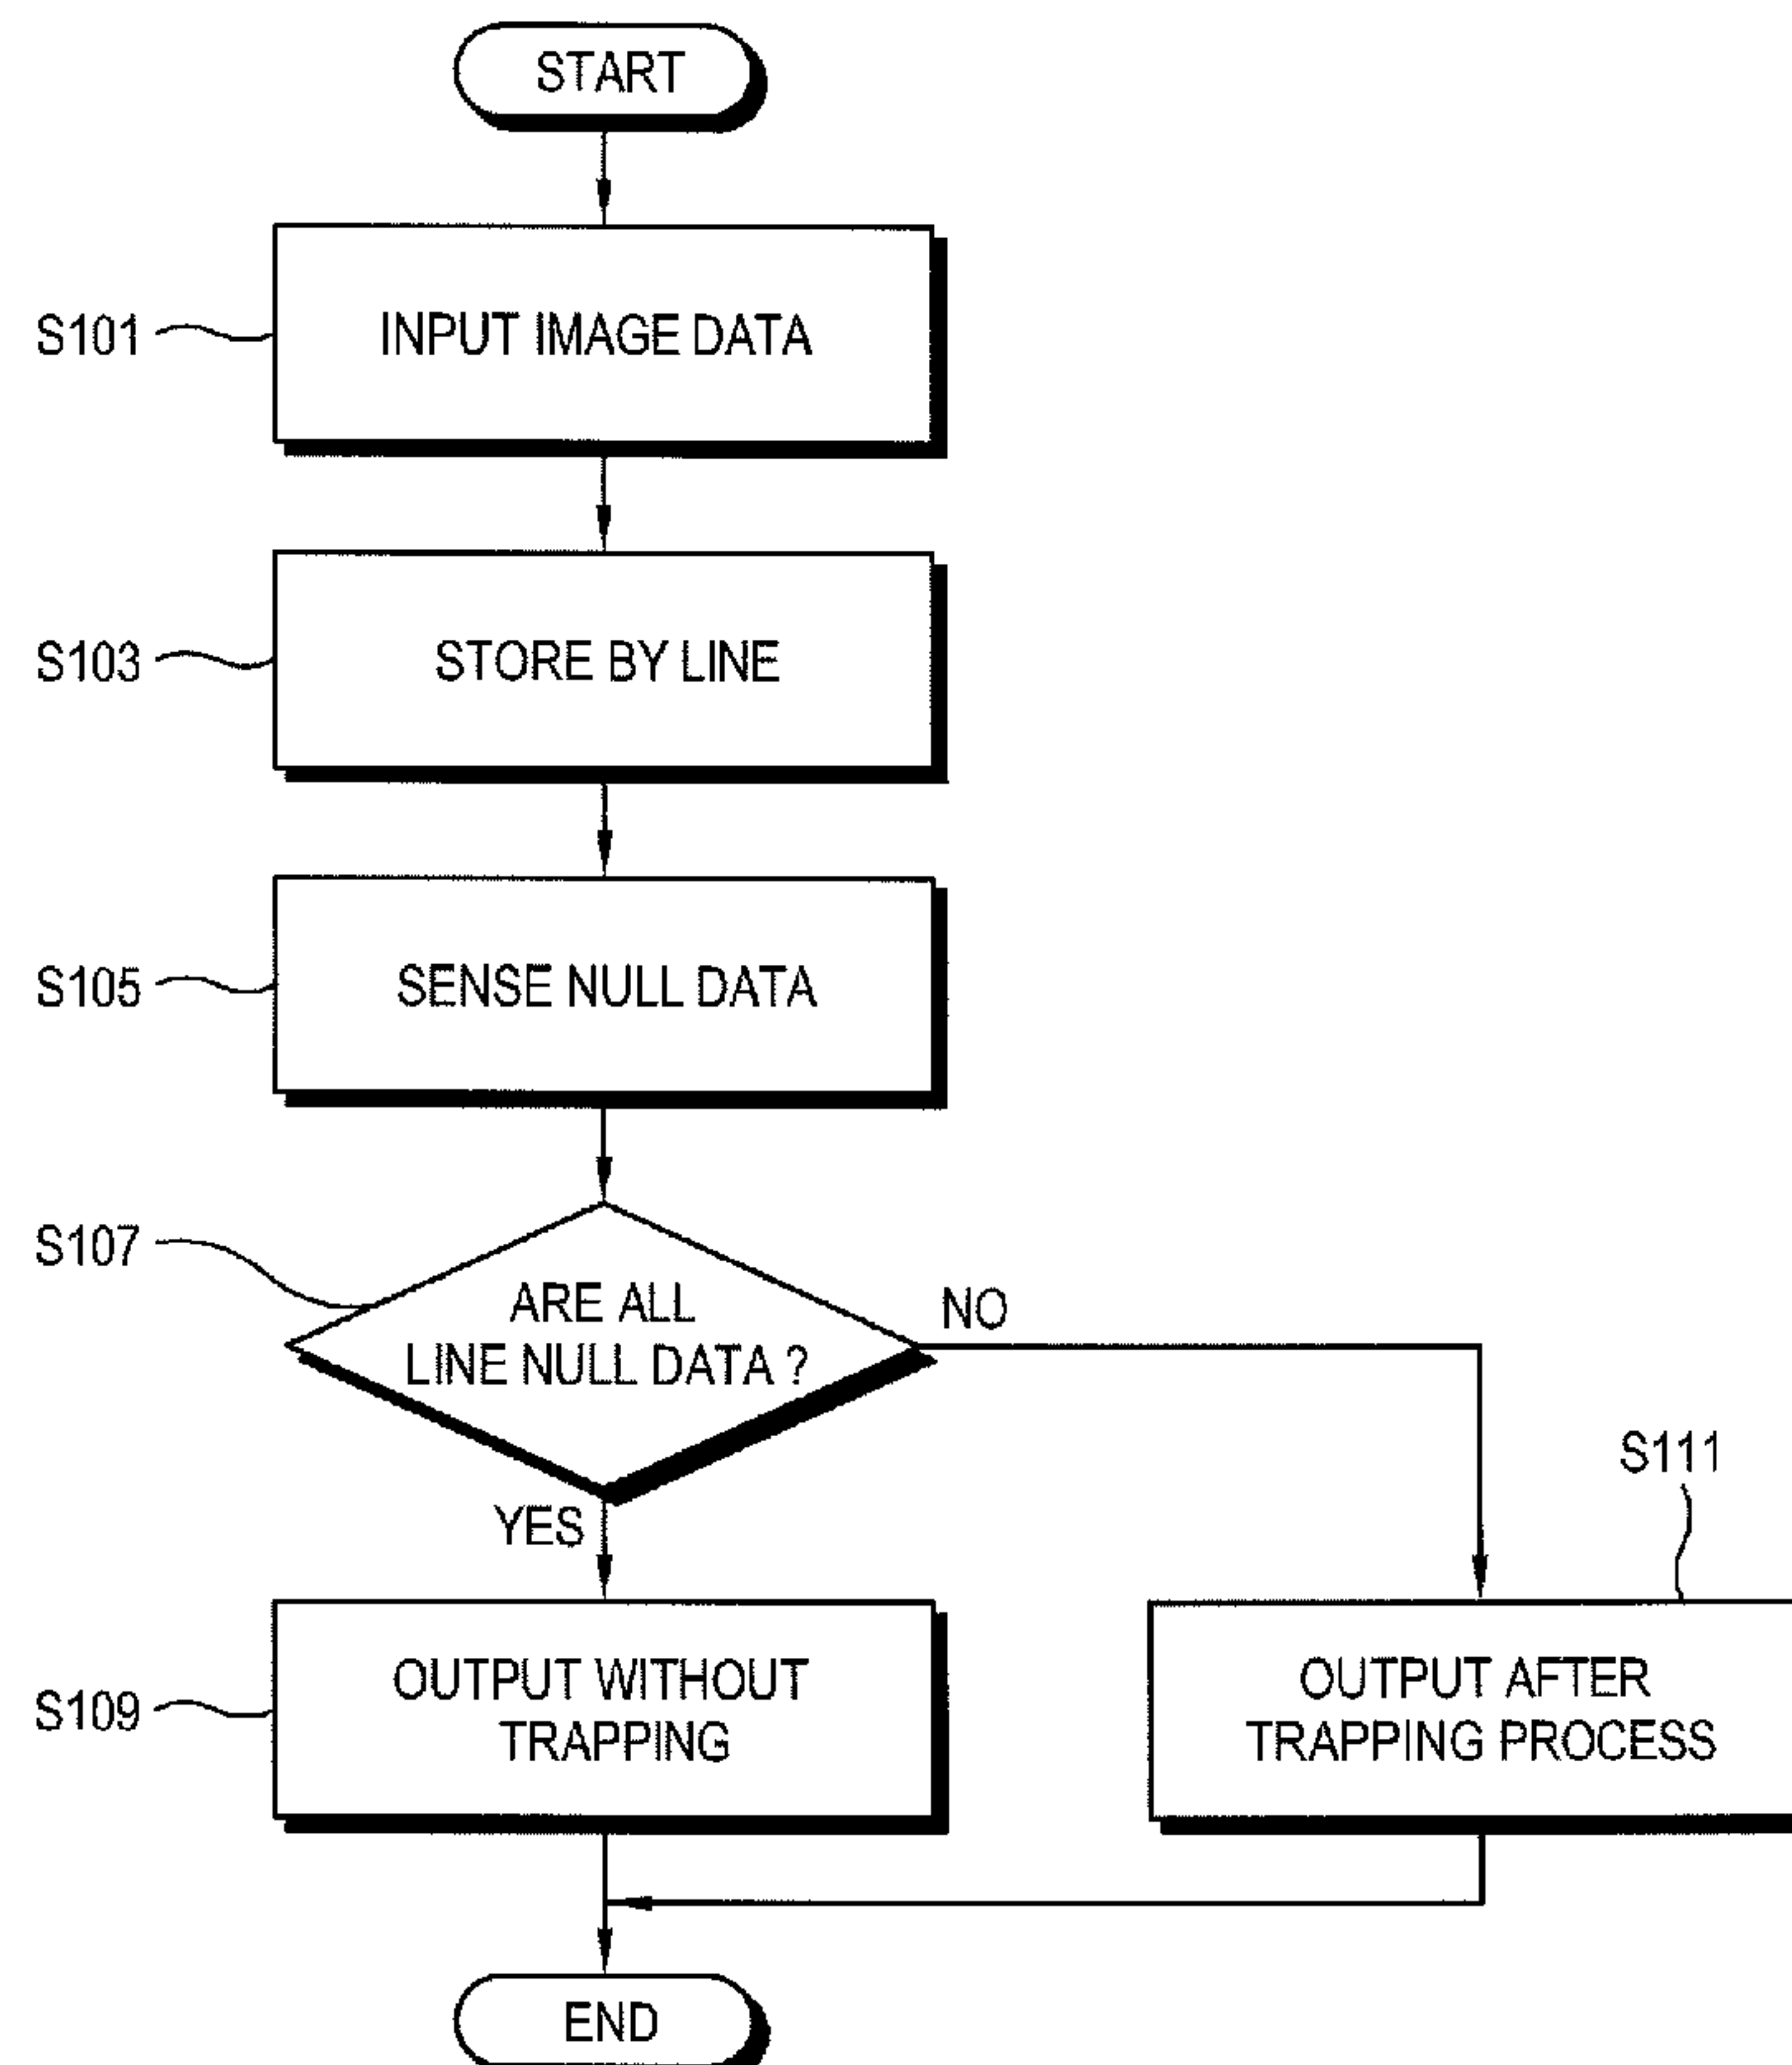 START
S101
INPUT IMAGE DATA
S103
STORE BY LINE
S105
SENSE NULL DATA
S107
ARE ALL
LINE NULL DATA ?
NO
YES
S111
S109
OUTPUT WITHOUT
TRAPPING
OUTPUT AFTER
TRAPPING PROCESS
END